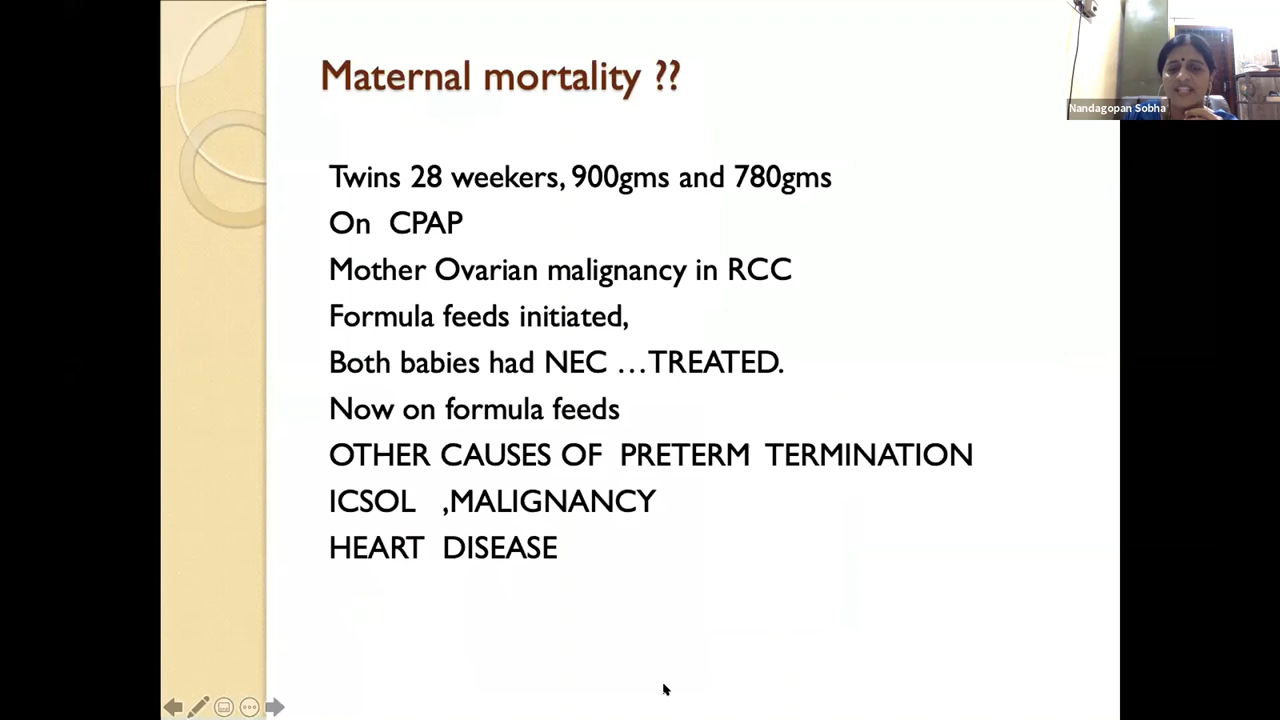 Maternal mortality ??
Nandagopan Sobha
Twins 28 weekers, 900gms and 780gms
On CPAP
Mother Ovarian malignancy in RCC
Formula feeds initiated,
Both babies had NEC …TREATED.
Now on formula feeds
OTHER CAUSES OF PRETERM TERMINATION
ICSOL ,MALIGNANCY
HEART DISEASE